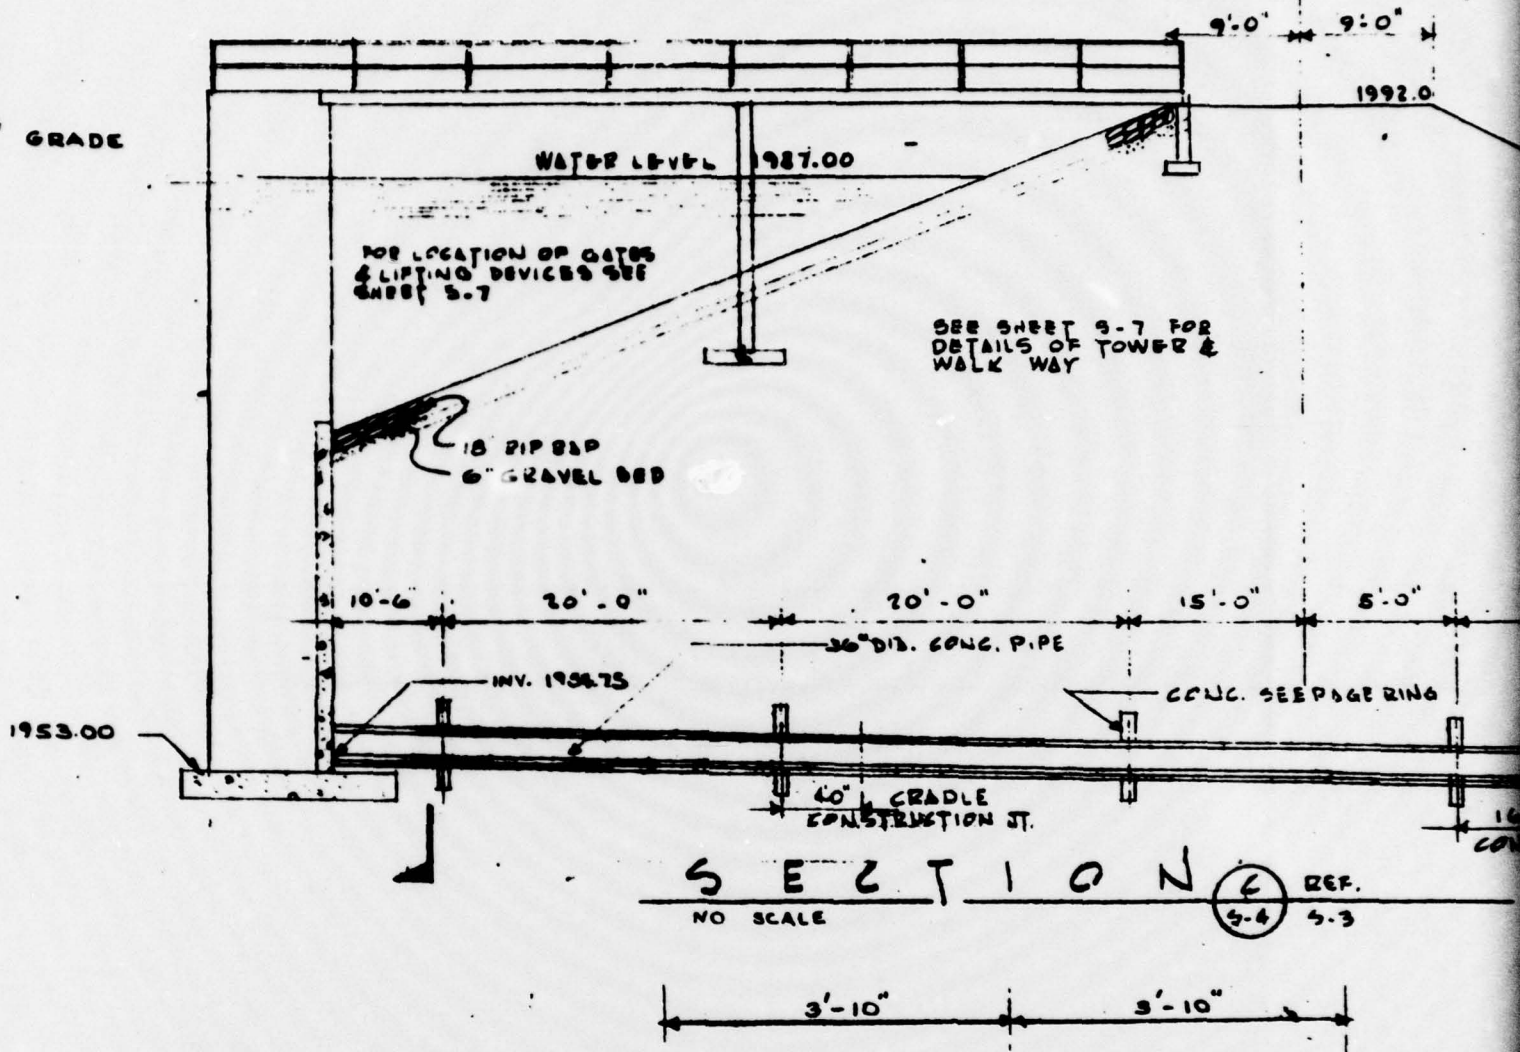 9'-0" 9'-0"
1992.0
GRADE
WATER LEVEL 1987.00
FOR LOCATION OF GATES
& LIFTING DEVICES SEE
SHEET S-7
SEE SHEET S-7 FOR
DETAILS OF TOWER &
WALK WAY
18" RIP RAP
6" GRAVEL BED
10'-6" 20'-0" 20'-0" 15'-0" 5'-0"
36" DIA. CONC. PIPE
INV. 1954.75
CONC. SEEPAGE RING
1953.00
CRADLE
CONSTRUCTION JT.
SECTION
C
S-4
REF.
S-3
NO SCALE
3'-10" 3'-10"